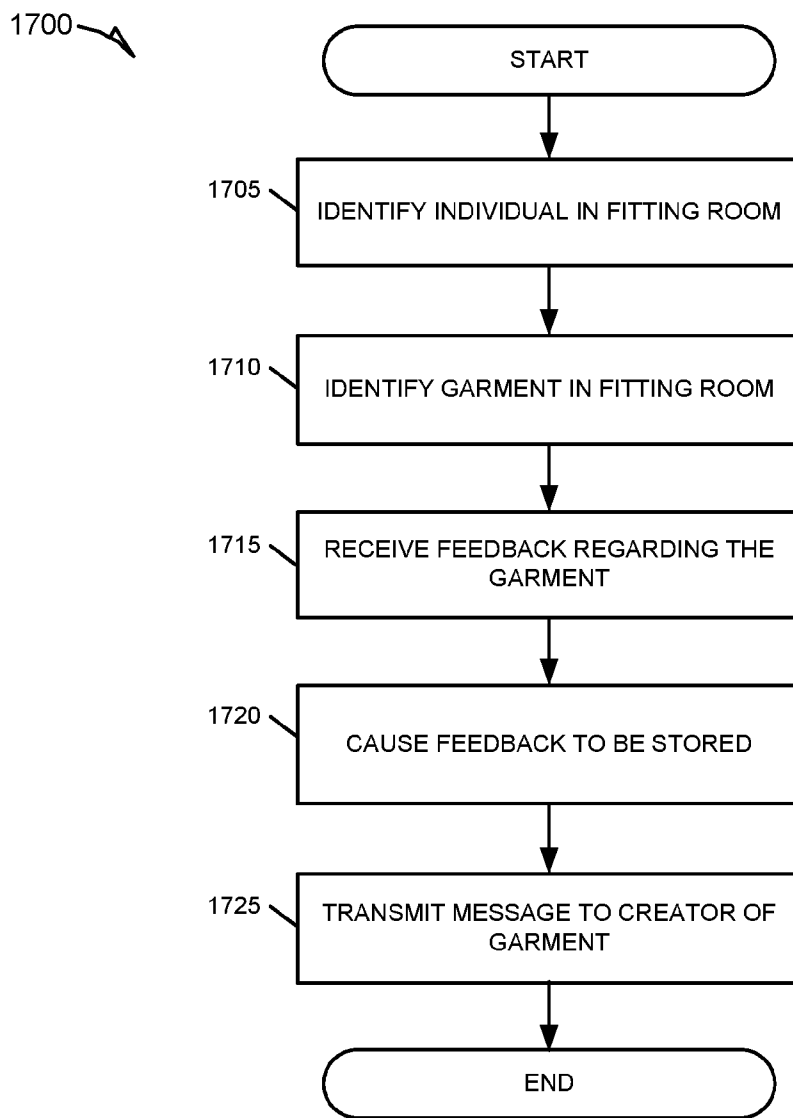 1700
START
1705
IDENTIFY INDIVIDUAL IN FITTING ROOM
1710
IDENTIFY GARMENT IN FITTING ROOM
1715
RECEIVE FEEDBACK REGARDING THE
GARMENT
1720
CAUSE FEEDBACK TO BE STORED
1725
TRANSMIT MESSAGE TO CREATOR OF
GARMENT
END